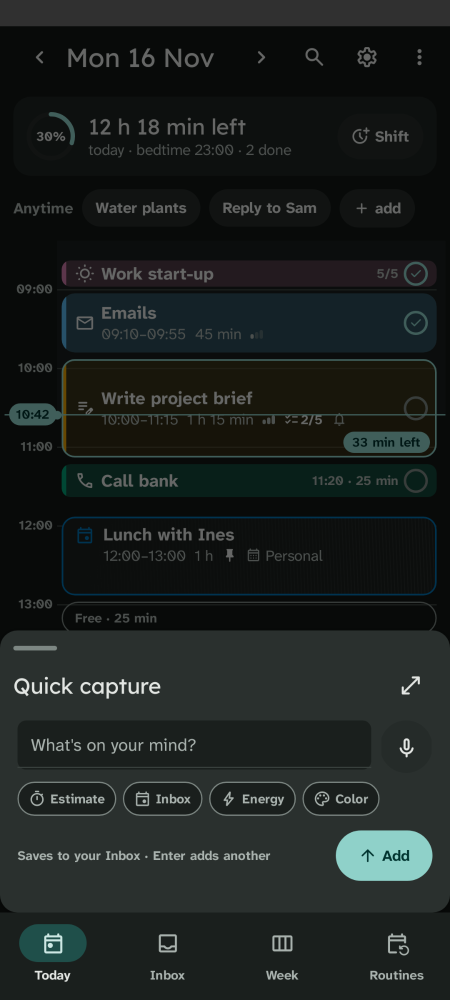 Mon 16 Nov
30%
12 h 18 min left
today · bedtime 23:00 · 2 done
Shift
Anytime
Water plants
Reply to Sam
+ add
Work start-up
5/5
09:00
Emails
09:10–09:55 45 min
10:00
Write project brief
10:00–11:15 1 h 15 min 2/5
10:42
33 min left
11:00
Call bank
11:20 · 25 min
12:00
Lunch with Ines
12:00–13:00 1 h Personal
13:00
Free · 25 min
Quick capture
What's on your mind?
Estimate
Inbox
Energy
Color
Saves to your Inbox · Enter adds another
Add
Today
Inbox
Week
Routines